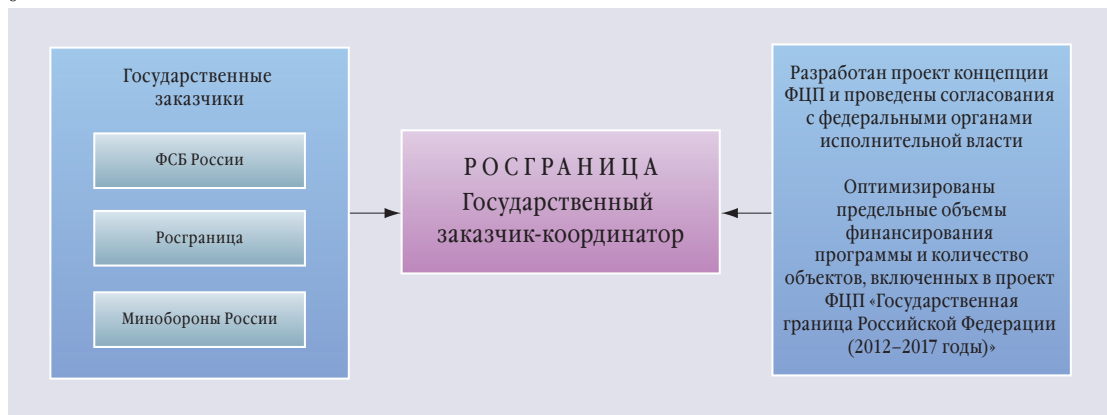 Государственные
заказчики
ФСБ России
Росграница
Минобороны России
РОСГРАНИЦА
Государственный
заказчик-координатор
Разработан проект концепции
ФЦП и проведены согласования
с федеральными органами
исполнительной власти
Оптимизированы
предельные объемы
финансирования
программы и количество
объектов, включенных в проект
ФЦП «Государственная
граница Российской Федерации
(2012–2017 годы)»